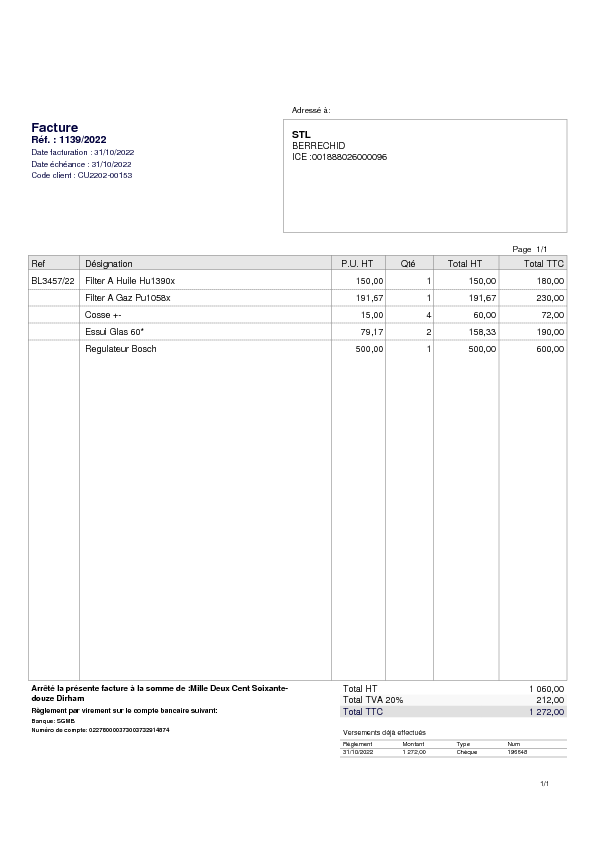 Adressé à:
Facture
Réf. : 1139/2022
Date facturation : 31/10/2022
Date échéance : 31/10/2022
Code client : CU2202-00153
STL
BERRECHID
ICE :001888026000096
Page 1/1
Ref Désignation P.U. HT Qté Total HT Total TTC
BL3457/22 Filter A Huile Hu1390x 150,00 1 150,00 180,00
Filter A Gaz Pu1058x 191,67 1 191,67 230,00
Cosse +- 15,00 4 60,00 72,00
Essui Glas 60* 79,17 2 158,33 190,00
Regulateur Bosch 500,00 1 500,00 600,00
Arrêté la présente facture à la somme de :Mille Deux Cent Soixante-
douze Dirham
Règlement par virement sur le compte bancaire suivant:
Banque: SGMB
Numéro de compte:
Total HT 1 060,00
Total TVA 20% 212,00
Total TTC 1 272,00
Versements déjà effectués
Règlement Montant Type Num
31/10/2022 1 272,00 Chèque
1/1